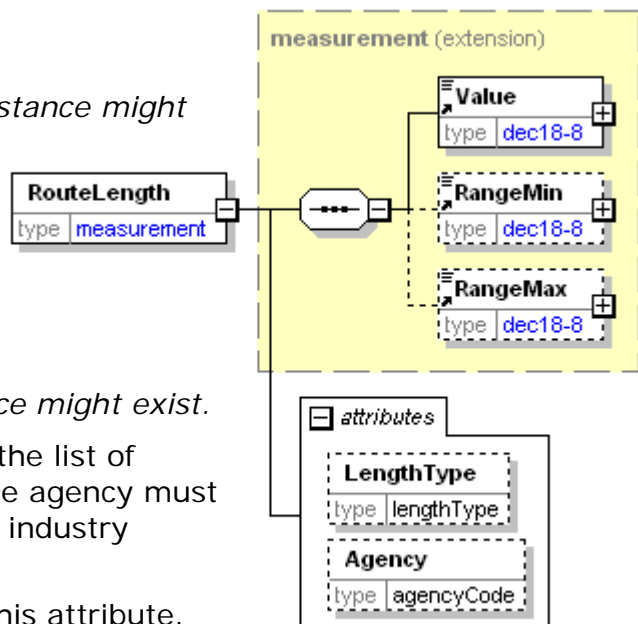 measurement (extension)
stance might
Value
type dec18-8
RouteLength
type measurement
RangeMin
type dec18-8
RangeMax
type dec18-8
ce might exist.
the list of
e agency must
industry
his attribute.
attributes
LengthType
type lengthType
Agency
type agencyCode